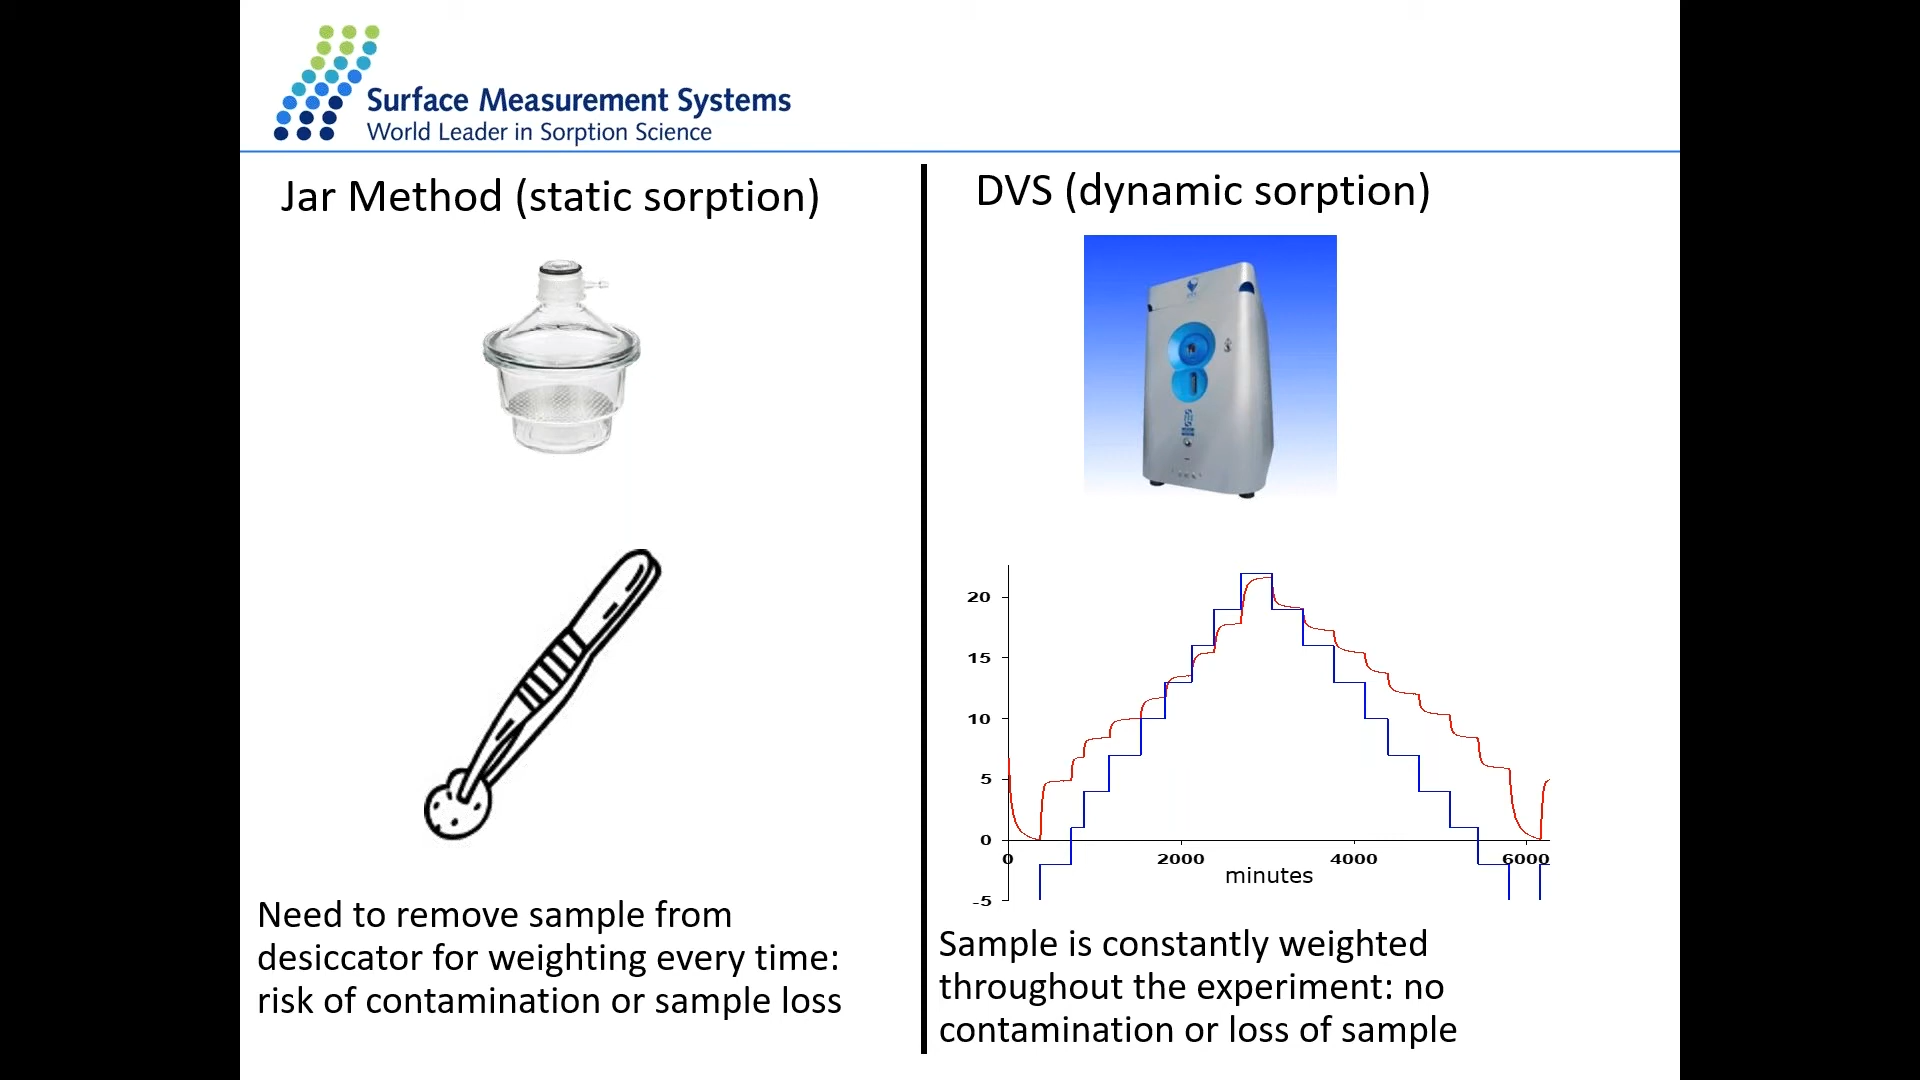 Surface Measurement Systems
World Leader in Sorption Science
Jar Method (static sorption)
Need to remove sample from
desiccator for weighting every time:
risk of contamination or sample loss
DVS (dynamic sorption)
20
15
10
5
0
-5
0 2000 4000 6000
minutes
Sample is constantly weighted
throughout the experiment: no
contamination or loss of sample